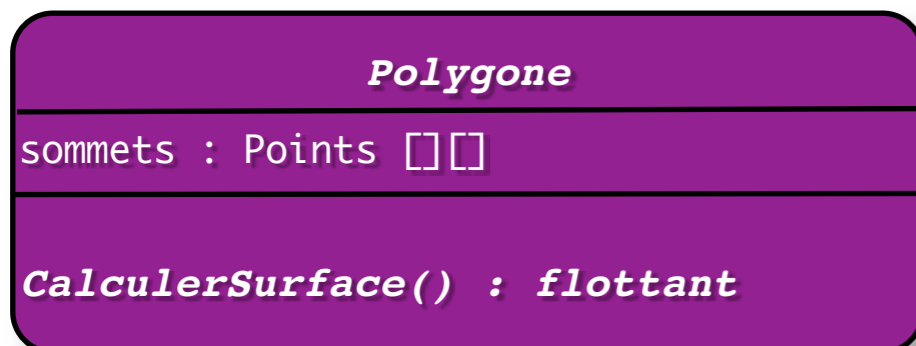 Polygone
sommets : Points [][]
CalculerSurface() : flottant